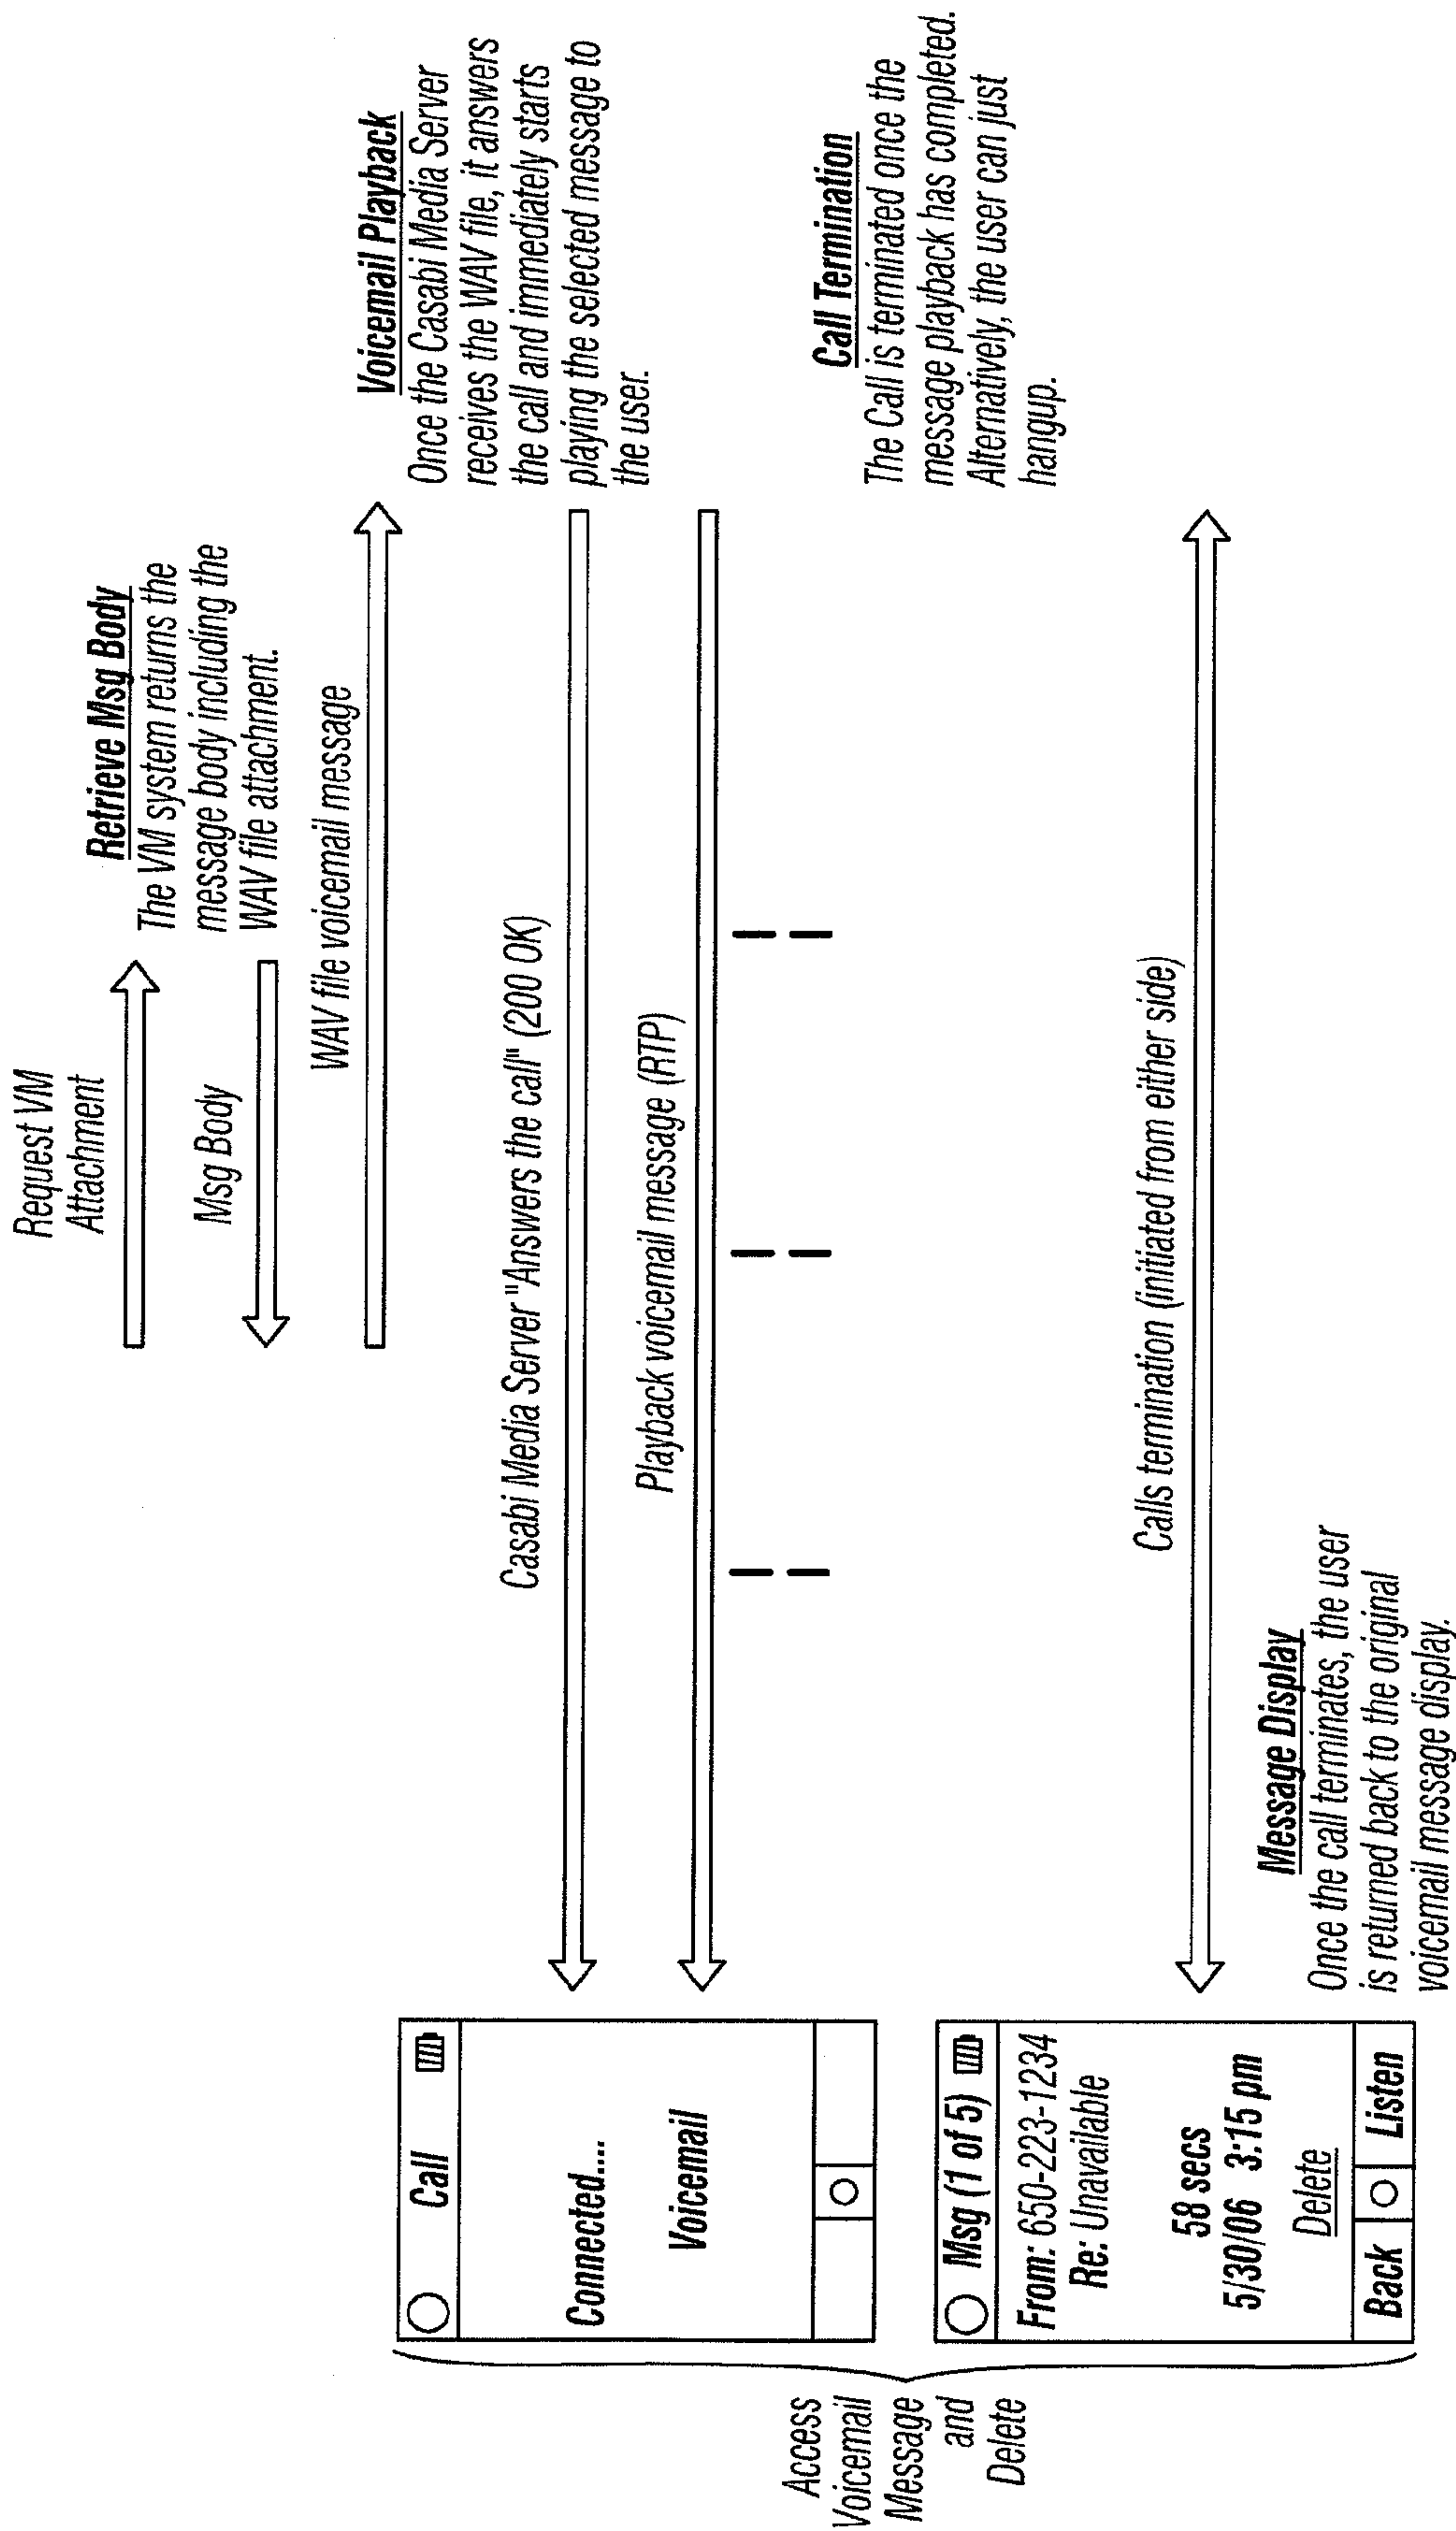 Request VM
Attachment
Retrieve Msg Body
The VM system returns the
message body including the
WAV file attachment.
Msg Body
WAV file voicemail message
Voicemail Playback
Once the Casabi Media Server
receives the WAV file, it answers
the call and immediately starts
playing the selected message to
the user.
Casabi Media Server "Answers the call" (200 OK)
Playback voicemail message (RTP)
Call
Connected...
Voicemail
Call Termination
The Call is terminated once the
message playback has completed.
Alternatively, the user can just
hangup.
Access
Voicemail
Message
and
Delete
Calls termination (initiated from either side)
Msg (1 of 5)
From: 650-223-1234
Re: Unavailable
58 secs
5/30/06 3:15 pm
Delete
Back
Listen
Message Display
Once the call terminates, the user
is returned back to the original
voicemail message display.